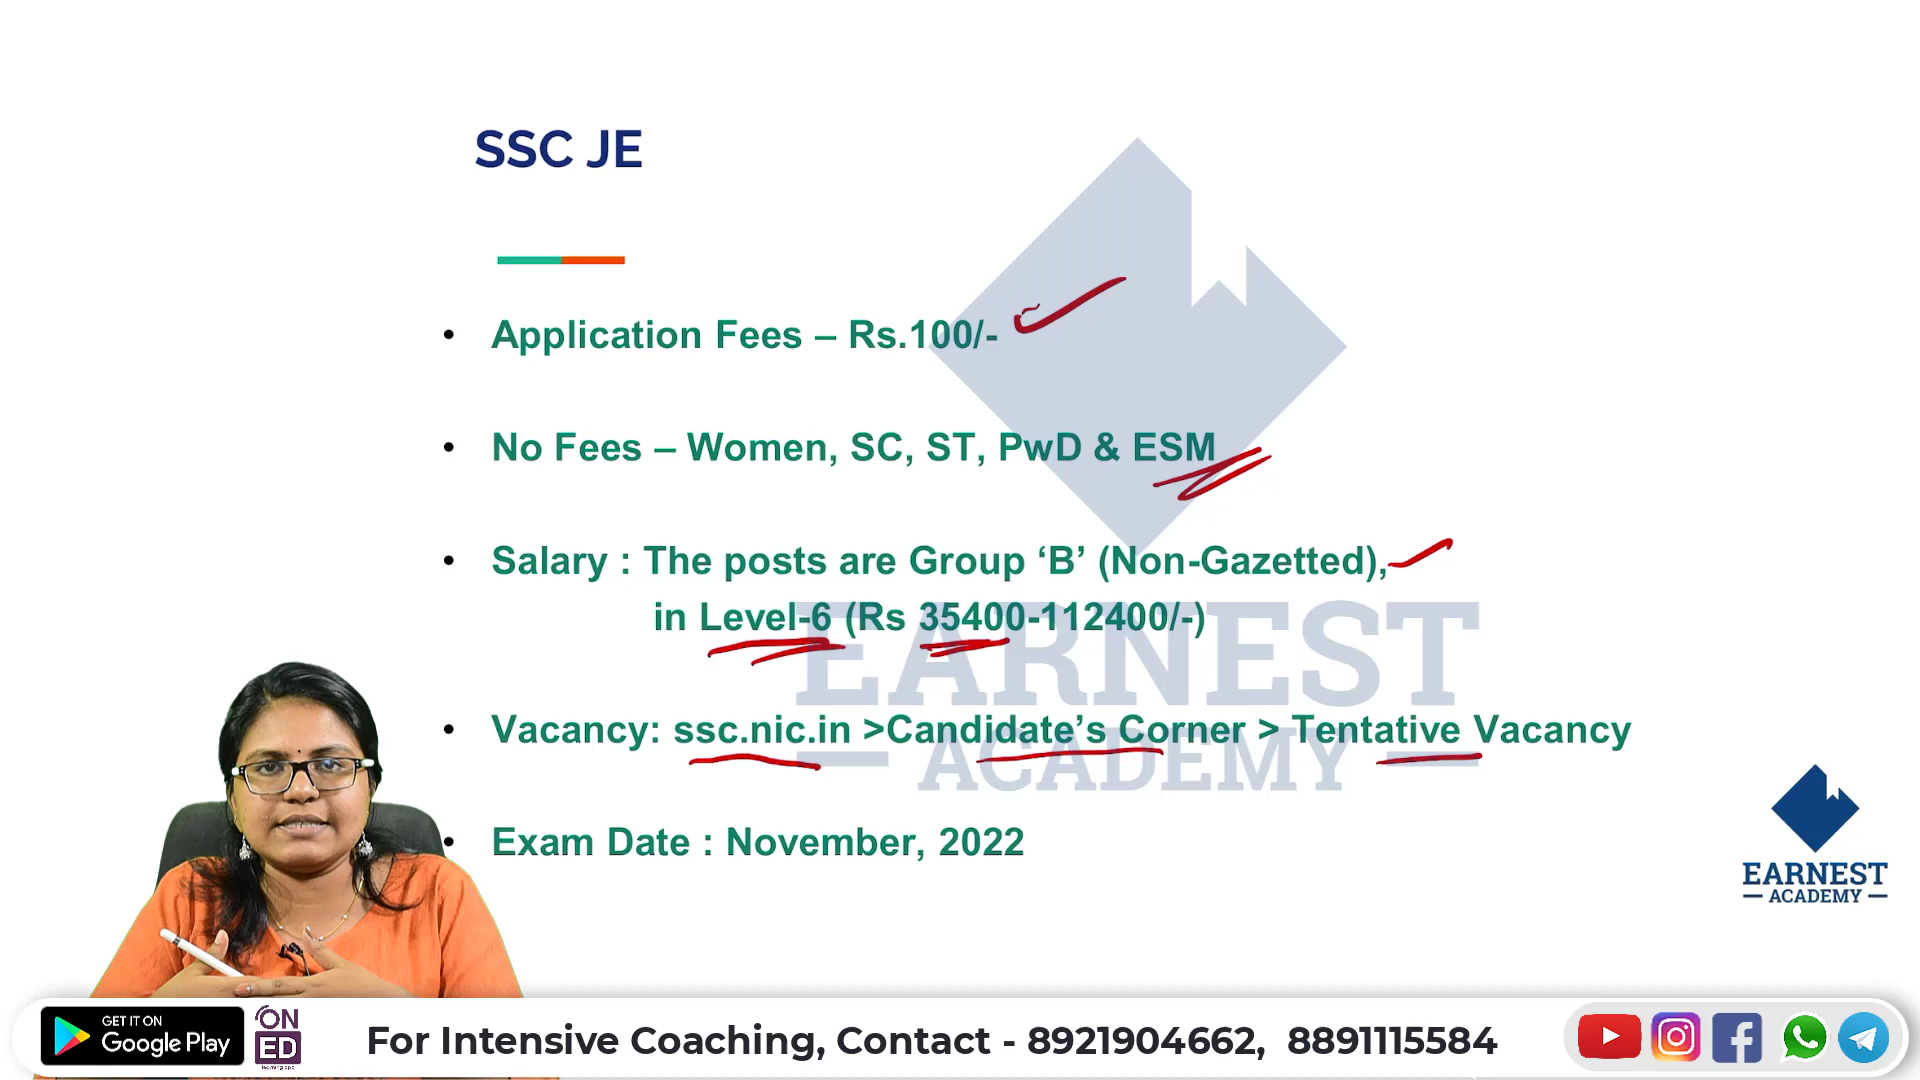 SSC JE
• Application Fees – Rs.100/-
• No Fees – Women, SC, ST, PwD & ESM
• Salary : The posts are Group ‘B’ (Non-Gazetted),
in Level-6 (Rs 35400-112400/-)
EARNEST
• Vacancy: ssc.nic.in >Candidate’s Corner > Tentative Vacancy
ACADEMY
• Exam Date : November, 2022
EARNEST
ACADEMY
GET IT ON
Google Play
ON
ED
learning app
For Intensive Coaching, Contact - 8921904662, 8891115584